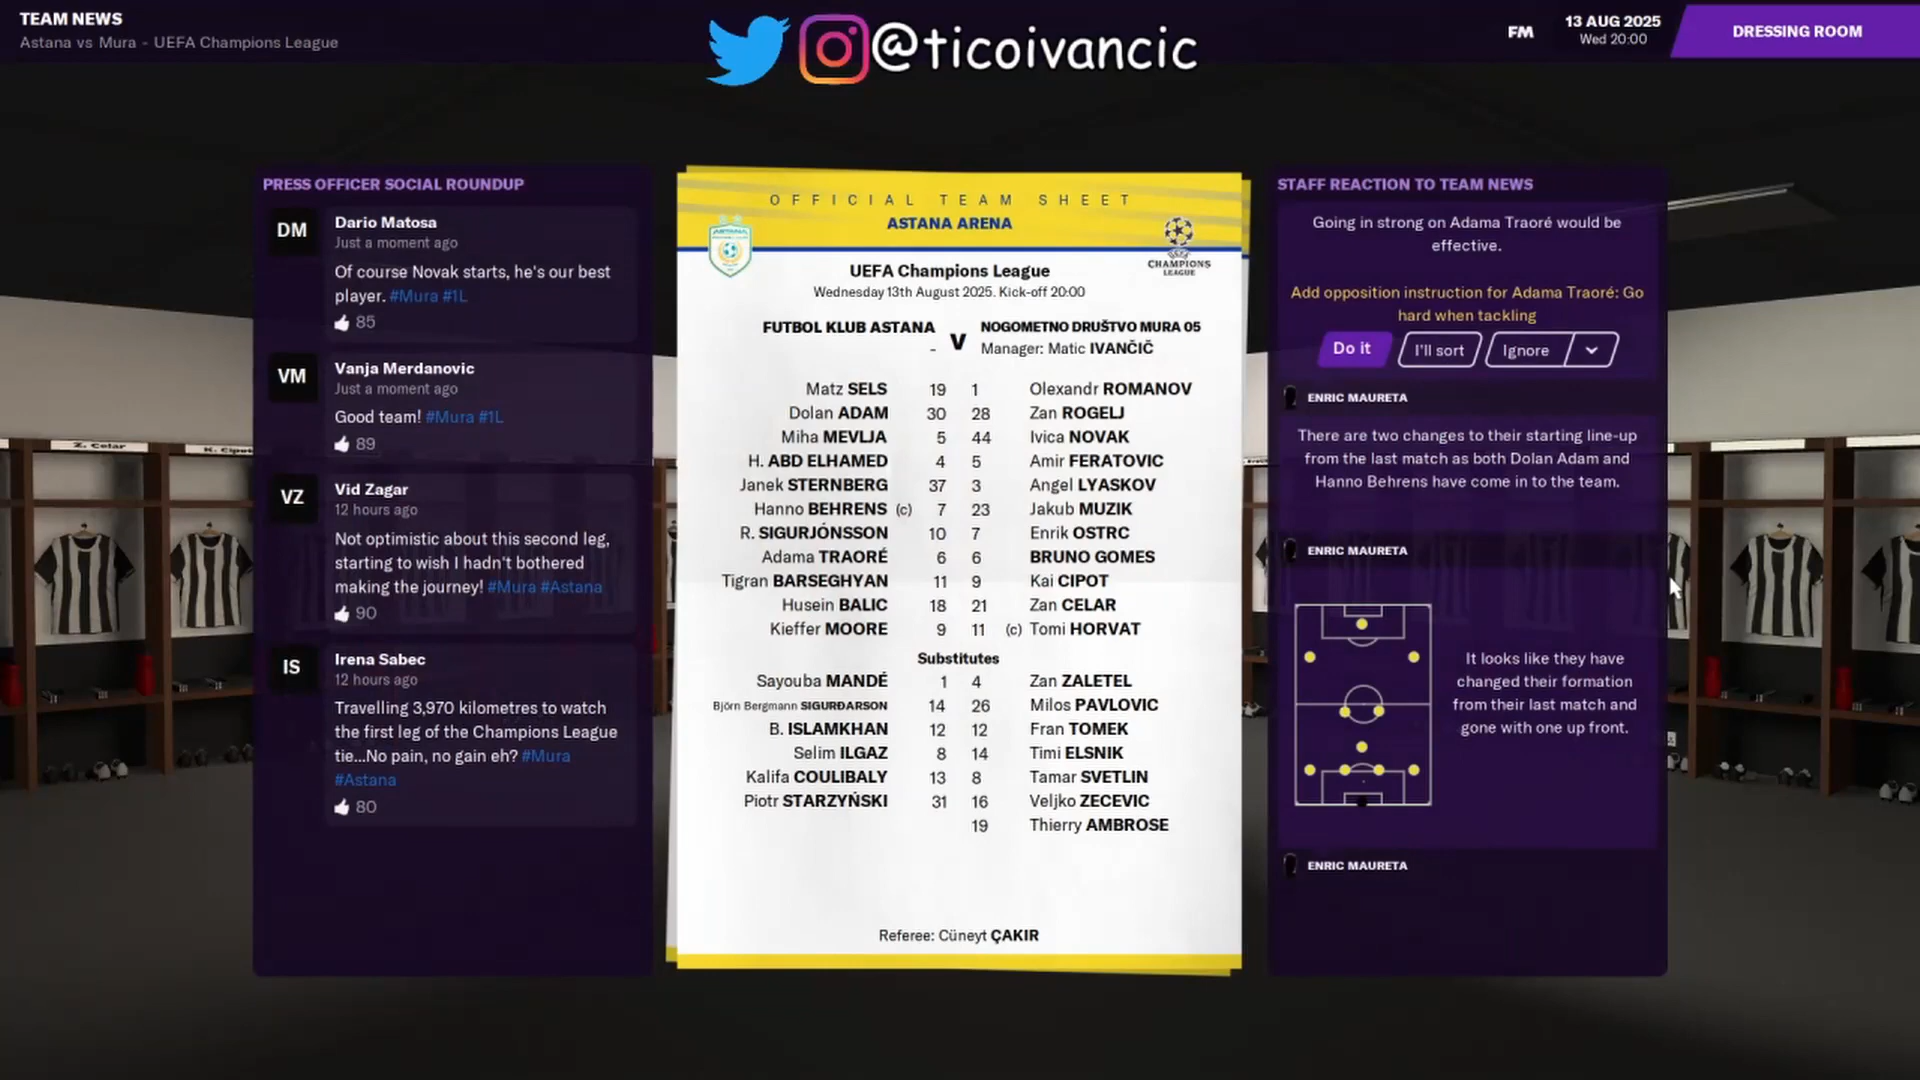 TEAM NEWS
Astana vs Mura - UEFA Champions League
@ticoivancic
FM
13 AUG 2025
Wed 20:00
DRESSING ROOM
PRESS OFFICER SOCIAL ROUNDUP
DM
Dario Matosa
Just a moment ago
Of course Novak starts, he's our best
player. #Mura #1L
85
VM
Vanja Merdanovic
Just a moment ago
Good team! #Mura #1L
89
VZ
Vid Zagar
12 hours ago
Not optimistic about this second leg,
starting to wish I hadn't bothered
making the journey! #Mura #Astana
90
IS
Irena Sabec
12 hours ago
Travelling 3,970 kilometres to watch
the first leg of the Champions League
tie...No pain, no gain eh? #Mura
#Astana
80
OFFICIAL TEAM SHEET
ASTANA ARENA
UEFA
CHAMPIONS
LEAGUE
UEFA Champions League
Wednesday 13th August 2025. Kick-off 20:00
FUTBOL KLUB ASTANA V NOGOMETNO DRUŠTVO MURA 05
- Manager: Matic IVANČIČ
Matz SELS 19 1 Olexandr ROMANOV
Dolan ADAM 30 28 Zan ROGELJ
Miha MEVLJA 5 44 Ivica NOVAK
H. ABD ELHAMED 4 5 Amir FERATOVIC
Janek STERNBERG 37 3 Angel LYASKOV
Hanno BEHRENS (c) 7 23 Jakub MUZIK
R. SIGURJÓNSSON 10 7 Enrik OSTRC
Adama TRAORÉ 6 6 BRUNO GOMES
Tigran BARSEGHYAN 11 9 Kai CIPOT
Husein BALIC 18 21 Zan CELAR
Kieffer MOORE 9 11 (c) Tomi HORVAT
Substitutes
Sayouba MANDÉ 1 4 Zan ZALETEL
Björn Bergmann SIGURÐARSON 14 26 Milos PAVLOVIC
B. ISLAMKHAN 12 12 Fran TOMEK
Selim ILGAZ 8 14 Timi ELSNIK
Kalifa COULIBALY 13 8 Tamar SVETLIN
Piotr STARZYŃSKI 31 16 Veljko ZECEVIC
19 Thierry AMBROSE
Referee: Cüneyt ÇAKIR
STAFF REACTION TO TEAM NEWS
Going in strong on Adama Traoré would be
effective.
Add opposition instruction for Adama Traoré: Go
hard when tackling
Do it
I'll sort
Ignore
ENRIC MAURETA
There are two changes to their starting line-up
from the last match as both Dolan Adam and
Hanno Behrens have come in to the team.
ENRIC MAURETA
It looks like they have
changed their formation
from their last match and
gone with one up front.
ENRIC MAURETA
Z. Celar